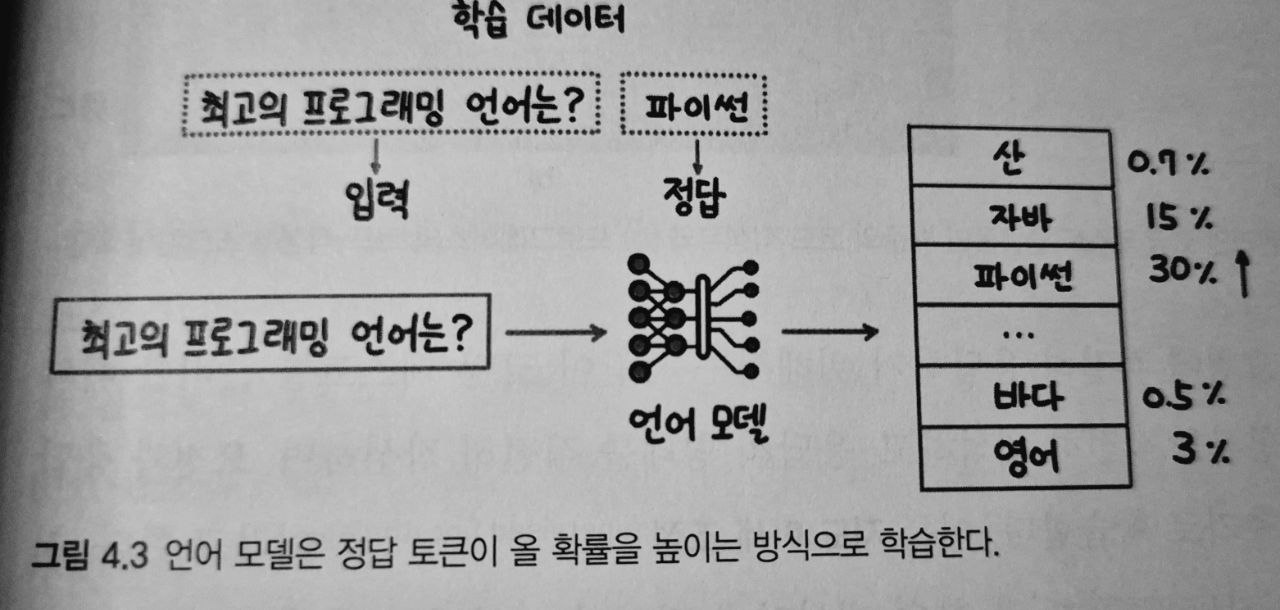 학습 데이터
최고의 프로그래밍 언어는? 파이썬
입력 정답
산 0.7%
자바 15%
파이썬 30% ↑
...
바다 0.5%
영어 3%
최고의 프로그래밍 언어는?
언어 모델
그림 4.3 언어 모델은 정답 토큰이 올 확률을 높이는 방식으로 학습한다.